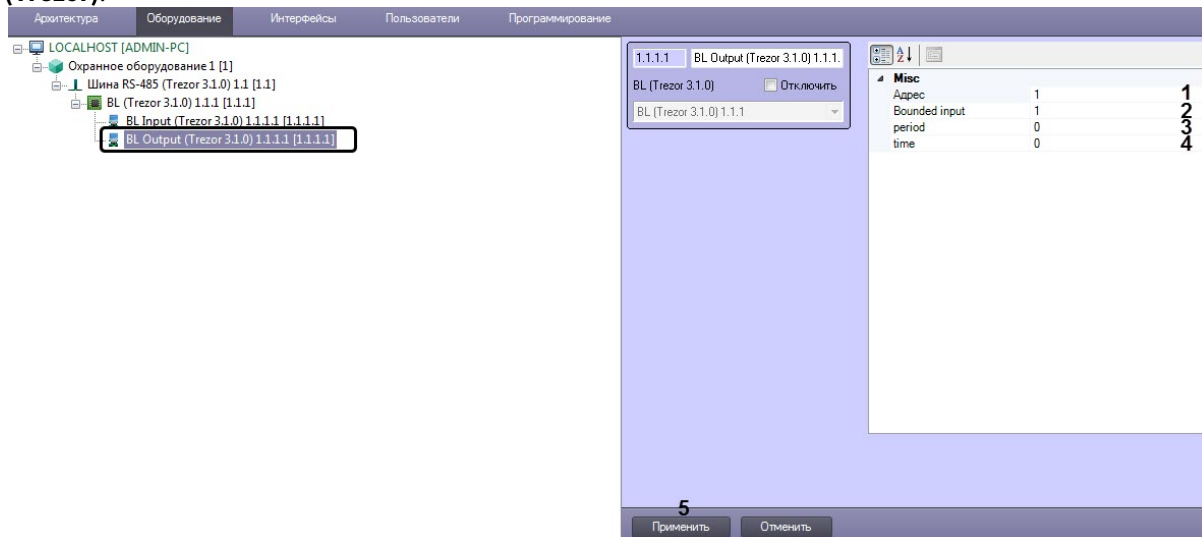 (Trezor).
Архитектура Оборудование Интерфейсы Пользователи Программирование
LOCALHOST [ADMIN-PC]
Охранное оборудование 1 [1]
Шина RS-485 (Trezor 3.1.0) 1.1 [1.1]
BL (Trezor 3.1.0) 1.1.1 [1.1.1]
BL Input (Trezor 3.1.0) 1.1.1.1 [1.1.1.1]
BL Output (Trezor 3.1.0) 1.1.1.1 [1.1.1.1]
1.1.1.1 BL Output (Trezor 3.1.0) 1.1.1.
BL (Trezor 3.1.0) Отключить
BL (Trezor 3.1.0) 1.1.1
Misc
Адрес 1 1
Bounded input 1 2
period 0 3
time 0 4
5
Применить Отменить